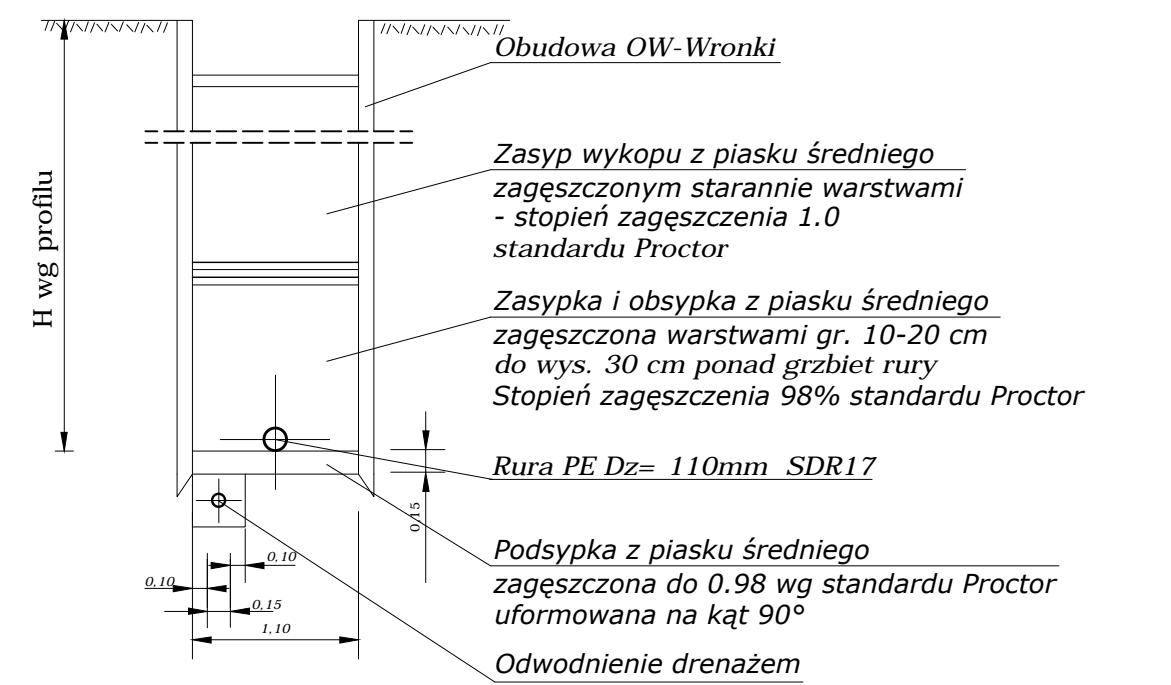 Obudowa OW-Wronki
Zasyp wykopu z piasku średniego
zagęszczonym starannie warstwami
- stopień zagęszczenia 1.0
standardu Proctor
H wg profilu
Zasypka i obsypka z piasku średniego
zagęszczona warstwami gr. 10-20 cm
do wys. 30 cm ponad grzbiet rury
Stopień zagęszczenia 98% standardu Proctor
Rura PE Dz= 110mm SDR17
0,15
Podsypka z piasku średniego
zagęszczona do 0.98 wg standardu Proctor
uformowana na kąt 90°
0,10
0,10
0,15
1,10
Odwodnienie drenażem